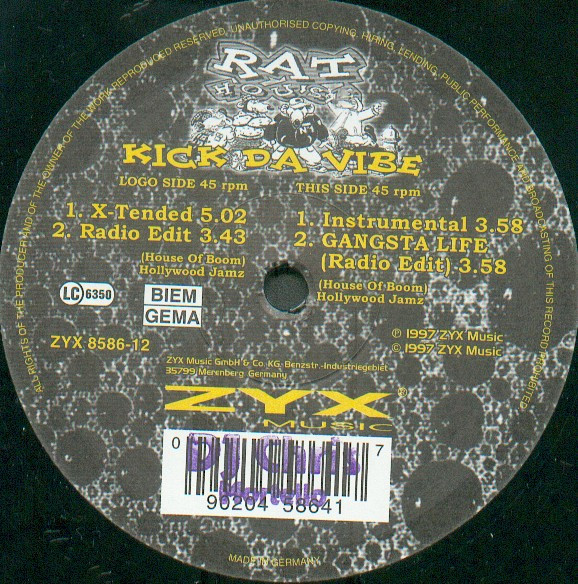 ALL RIGHTS OF THE PRODUCER AND OF THE OWNER OF THE WORK REPRODUCED RESERVED. UNAUTHORISED COPYING, HIRING, LENDING, PUBLIC PERFORMANCE AND BROADCASTING OF THIS RECORD PROHIBITED.
RAT
HOUSE
KICK DA VIBE
LOGO SIDE 45 rpm
1. X-Tended 5.02
2. Radio Edit 3.43
(House Of Boom)
Hollywood Jamz
THIS SIDE 45 rpm
1. Instrumental 3.58
2. GANGSTA LIFE
(Radio Edit) 3.58
(House Of Boom)
Hollywood Jamz
LC 6350
BIEM
GEMA
℗ 1997 ZYX Music
© 1997 ZYX Music
ZYX 8586-12
ZYX Music GmbH & Co. KG· Benzstr.-Industriegebiet
35799 Merenberg Germany
ZYX®
MUSIC
0 7
DJ Chris
90204 58641
MADE IN GERMANY